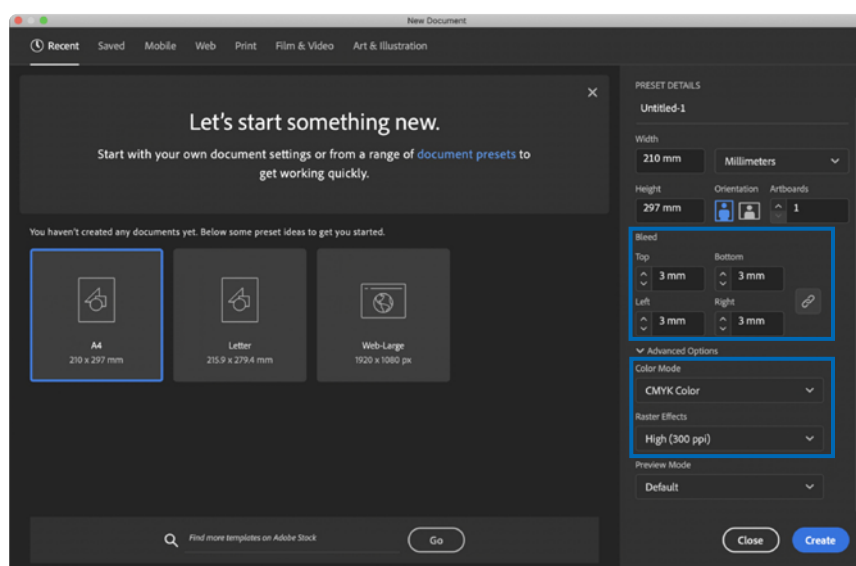 New Document
Recent Saved Mobile Web Print Film & Video Art & Illustration
Let's start something new.
Start with your own document settings or from a range of document presets to
get working quickly.
You haven't created any documents yet. Below some preset ideas to get you started.
A4
210 x 297 mm
Letter
215.9 x 279.4 mm
Web-Large
1920 x 1080 px
Find more templates on Adobe Stock
Go
PRESET DETAILS
Untitled-1
Width
210 mm Millimeters
Height Orientation Artboards
297 mm 1
Bleed
Top Bottom
3 mm 3 mm
Left Right
3 mm 3 mm
Advanced Options
Color Mode
CMYK Color
Raster Effects
High (300 ppi)
Preview Mode
Default
Close Create